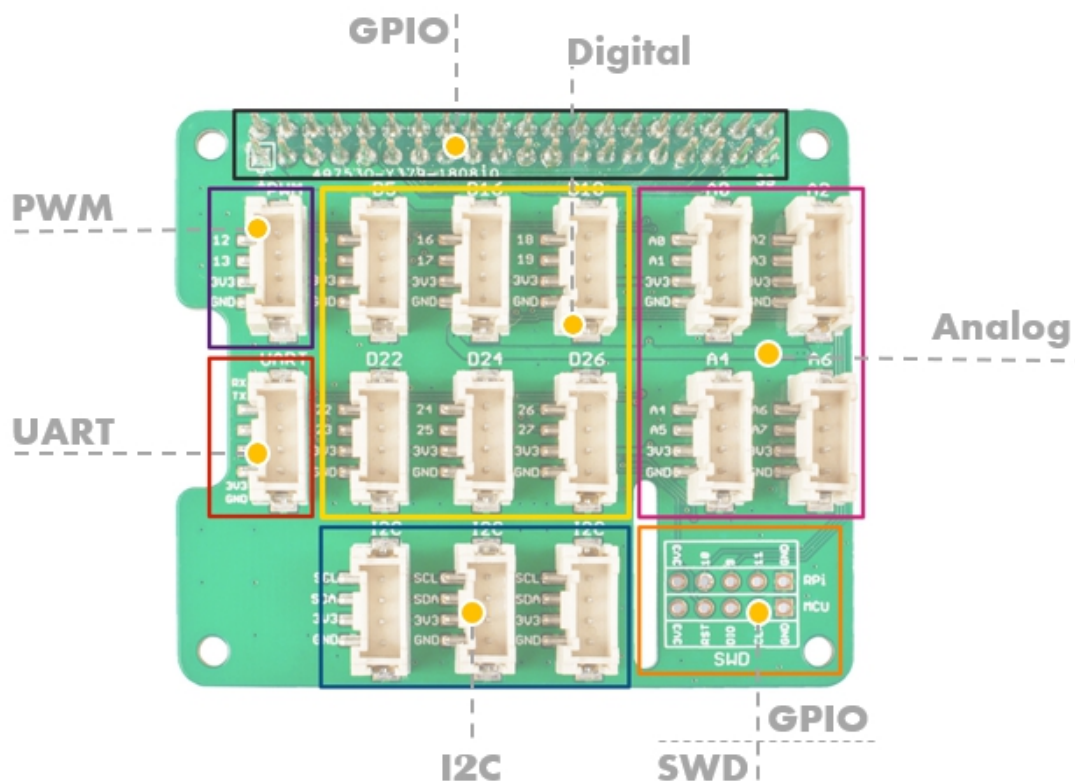 GPIO
Digital
PWM
UART
Analog
I2C
GPIO
SWD
PWM
12
13
3V3
GND
UART
RX
TX
3V3
GND
D5
3V3
GND
D16
16
17
3V3
GND
D18
18
19
3V3
GND
D22
22
23
3V3
GND
D24
24
25
3V3
GND
D26
26
27
3V3
GND
A0
A0
A1
3V3
GND
A2
A2
A3
3V3
GND
A4
A4
A5
3V3
GND
A6
A6
A7
3V3
GND
I2C
SCL
SDA
3V3
GND
I2C
SCL
SDA
3V3
GND
I2C
SCL
SDA
3V3
GND
3V3 10 9 11 GND
RPi
MCU
3V3 RST DIO GND
SWD